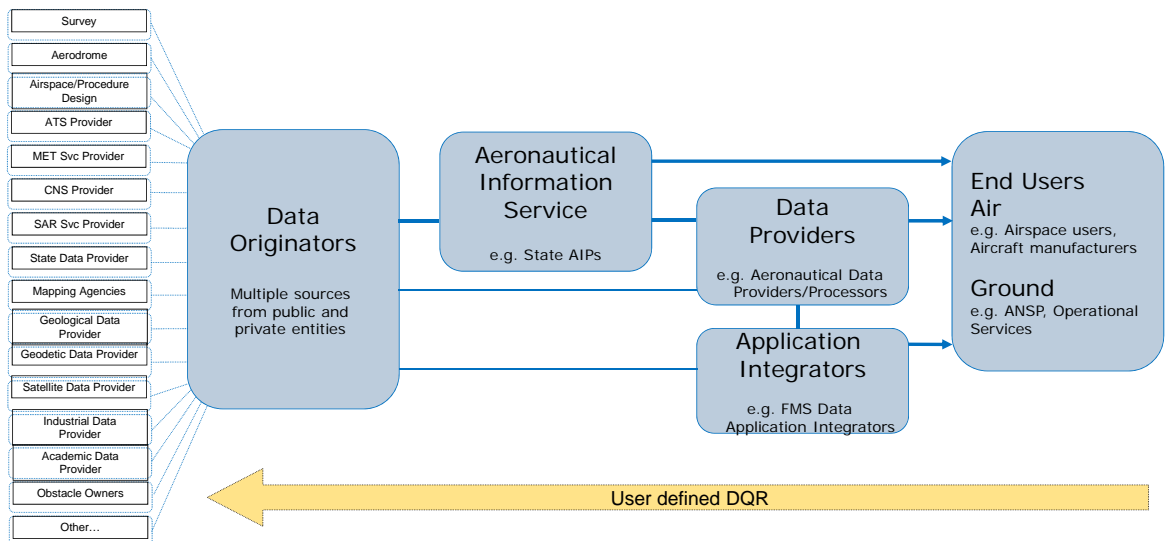 Survey
Aerodrome
Airspace/Procedure
Design
ATS Provider
MET Svc Provider
CNS Provider
SAR Svc Provider
State Data Provider
Mapping Agencies
Geological Data
Provider
Geodetic Data Provider
Satellite Data Provider
Industrial Data
Provider
Academic Data
Provider
Obstacle Owners
Other…
Data
Originators
Multiple sources
from public and
private entities
Aeronautical
Information
Service
e.g. State AIPs
Data
Providers
e.g. Aeronautical Data
Providers/Processors
Application
Integrators
e.g. FMS Data
Application Integrators
End Users
Air
e.g. Airspace users,
Aircraft manufacturers
Ground
e.g. ANSP, Operational
Services
User defined DQR